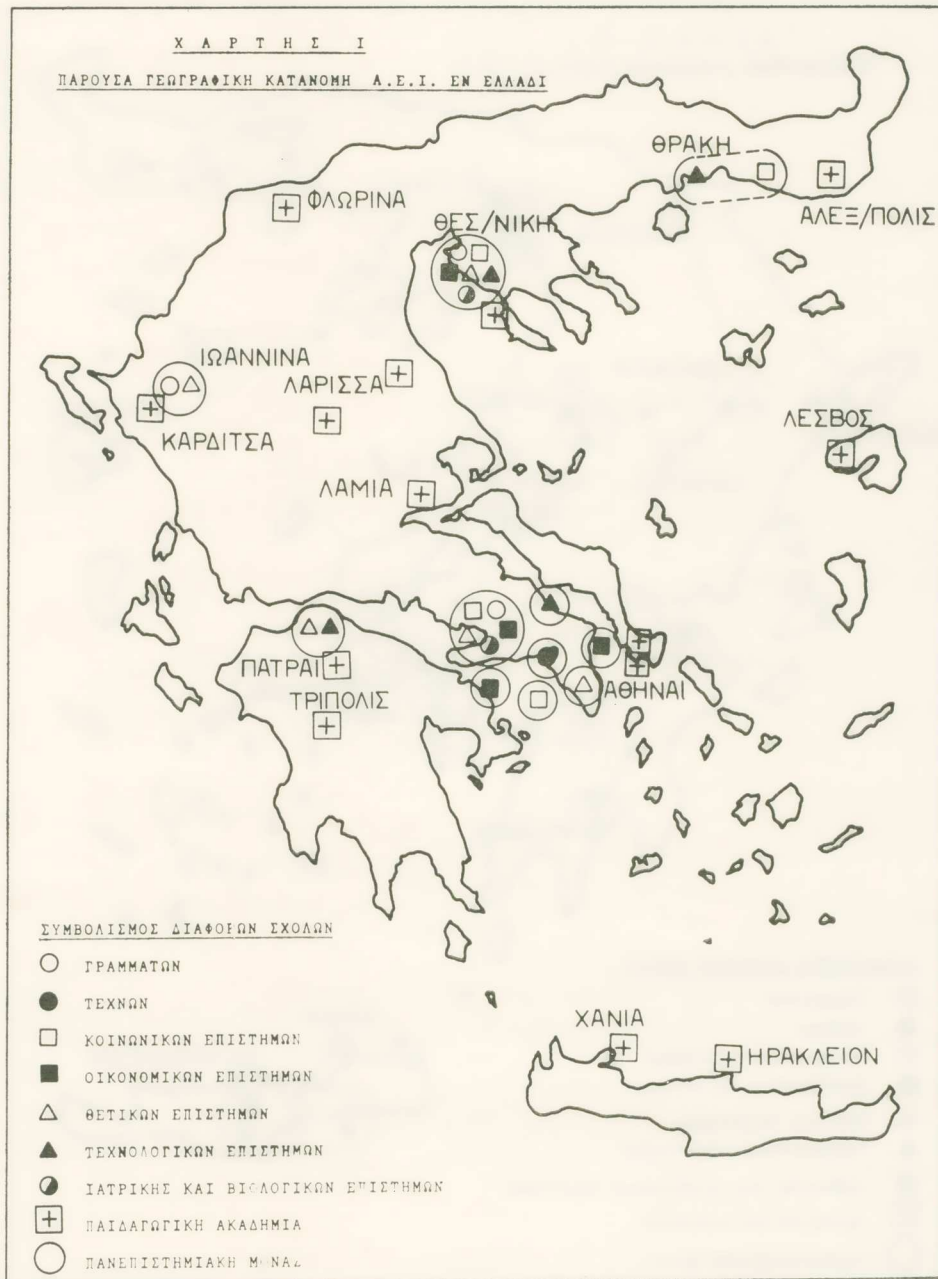 Χ Α Ρ Τ Η Σ Ι
ΠΑΡΟΥΣΑ ΓΕΩΓΡΑΦΙΚΗ ΚΑΤΑΝΟΜΗ Α.Ε.Ι. ΕΝ ΕΛΛΑΔΙ
ΘΡΑΚΗ
ΑΛΕΞ/ΠΟΛΙΣ
ΦΛΩΡΙΝΑ
ΘΕΣ/ΝΙΚΗ
ΙΩΑΝΝΙΝΑ
ΛΑΡΙΣΣΑ
ΚΑΡΔΙΤΣΑ
ΛΕΣΒΟΣ
ΛΑΜΙΑ
ΠΑΤΡΑΙ
ΑΘΗΝΑΙ
ΤΡΙΠΟΛΙΣ
ΧΑΝΙΑ
ΗΡΑΚΛΕΙΟΝ
ΣΥΜΒΟΛΙΣΜΟΣ ΔΙΑΦΟΡΩΝ ΣΧΟΛΩΝ
ΓΡΑΜΜΑΤΩΝ
ΤΕΧΝΩΝ
ΚΟΙΝΩΝΙΚΩΝ ΕΠΙΣΤΗΜΩΝ
ΟΙΚΟΝΟΜΙΚΩΝ ΕΠΙΣΤΗΜΩΝ
ΘΕΤΙΚΩΝ ΕΠΙΣΤΗΜΩΝ
ΤΕΧΝΟΛΟΓΙΚΩΝ ΕΠΙΣΤΗΜΩΝ
ΙΑΤΡΙΚΗΣ ΚΑΙ ΒΙΟΛΟΓΙΚΩΝ ΕΠΙΣΤΗΜΩΝ
ΠΑΙΔΑΓΩΓΙΚΗ ΑΚΑΔΗΜΙΑ
ΠΑΝΕΠΙΣΤΗΜΙΑΚΗ ΜΟΝΑΣ